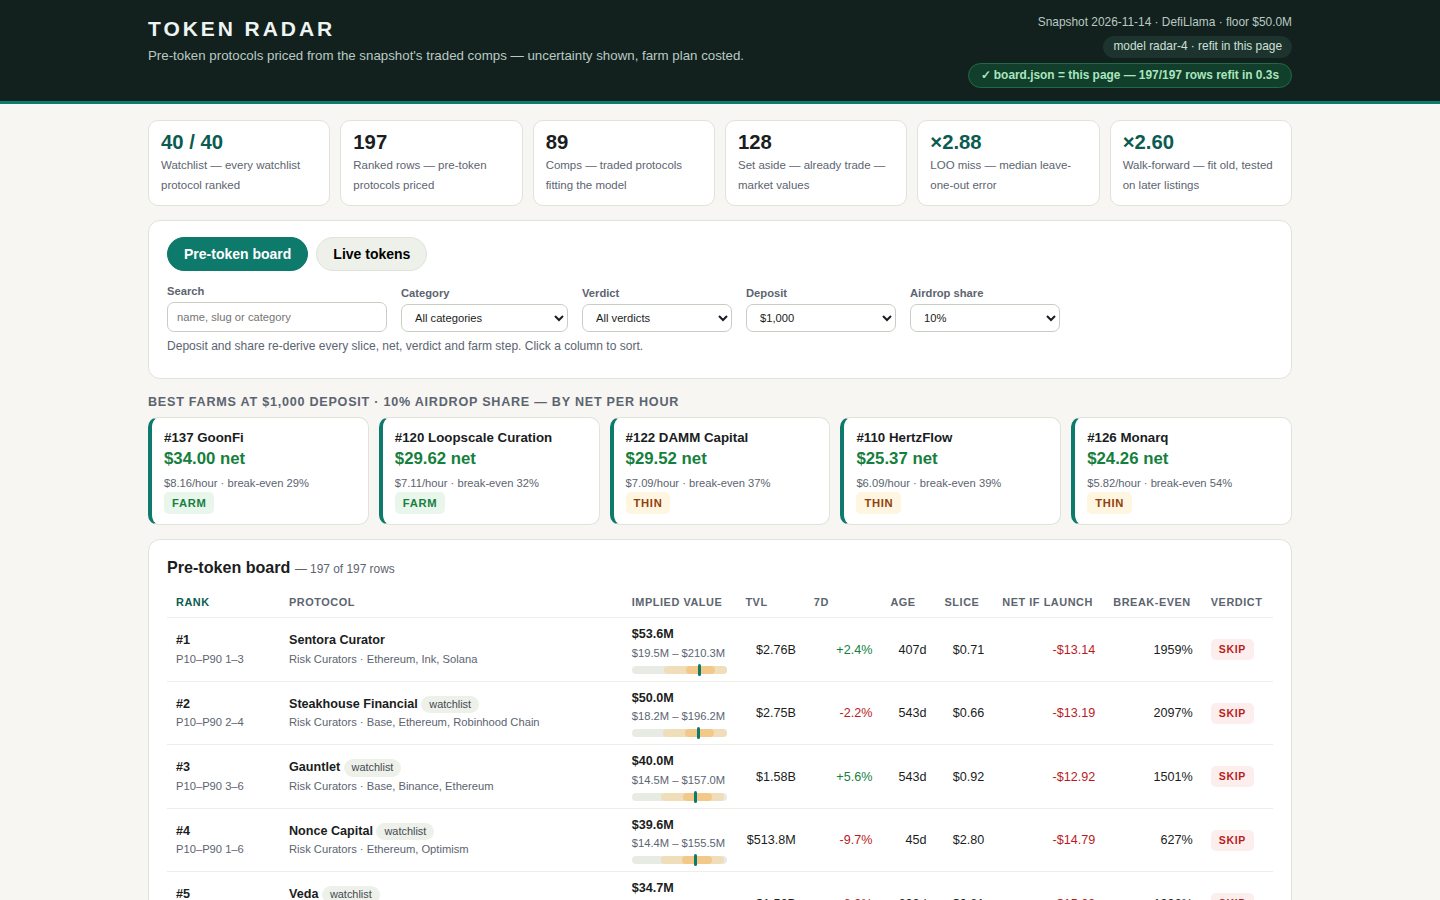 TOKEN RADAR
Pre-token protocols priced from the snapshot's traded comps — uncertainty shown, farm plan costed.
Snapshot 2026-11-14 · DefiLlama · floor $50.0M
model radar-4 · refit in this page
✓ board.json = this page — 197/197 rows refit in 0.3s
40 / 40
Watchlist — every watchlist
protocol ranked
197
Ranked rows — pre-token
protocols priced
89
Comps — traded protocols
fitting the model
128
Set aside — already trade —
market values
×2.88
LOO miss — median leave-
one-out error
×2.60
Walk-forward — fit old, tested
on later listings
Pre-token board
Live tokens
Search
Category
Verdict
Deposit
Airdrop share
name, slug or category
All categories
All verdicts
$1,000
10%
Deposit and share re-derive every slice, net, verdict and farm step. Click a column to sort.
BEST FARMS AT $1,000 DEPOSIT · 10% AIRDROP SHARE — BY NET PER HOUR
#137 GoonFi
$34.00 net
$8.16/hour · break-even 29%
FARM
#120 Loopscale Curation
$29.62 net
$7.11/hour · break-even 32%
FARM
#122 DAMM Capital
$29.52 net
$7.09/hour · break-even 37%
THIN
#110 HertzFlow
$25.37 net
$6.09/hour · break-even 39%
THIN
#126 Monarq
$24.26 net
$5.82/hour · break-even 54%
THIN
Pre-token board — 197 of 197 rows
RANK PROTOCOL IMPLIED VALUE TVL 7D AGE SLICE NET IF LAUNCH BREAK-EVEN VERDICT
#1 Sentora Curator $53.6M $2.76B +2.4% 407d $0.71 -$13.14 1959% SKIP
P10–P90 1–3 Risk Curators · Ethereum, Ink, Solana $19.5M – $210.3M
#2 Steakhouse Financial watchlist $50.0M $2.75B -2.2% 543d $0.66 -$13.19 2097% SKIP
P10–P90 2–4 Risk Curators · Base, Ethereum, Robinhood Chain $18.2M – $196.2M
#3 Gauntlet watchlist $40.0M $1.58B +5.6% 543d $0.92 -$12.92 1501% SKIP
P10–P90 3–6 Risk Curators · Base, Binance, Ethereum $14.5M – $157.0M
#4 Nonce Capital watchlist $39.6M $513.8M -9.7% 45d $2.80 -$14.79 627% SKIP
P10–P90 1–6 Risk Curators · Ethereum, Optimism $14.4M – $155.5M
#5 Veda watchlist $34.7M